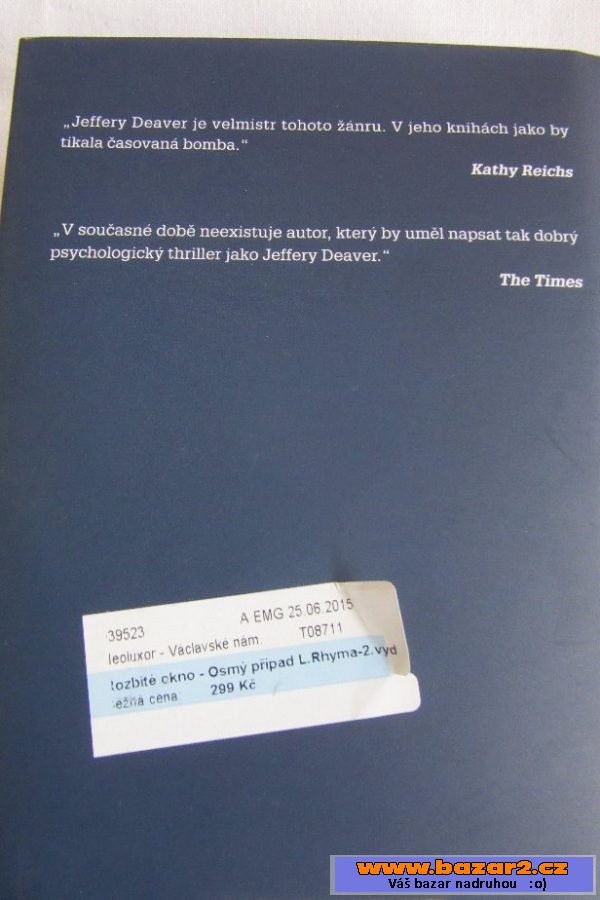 „Jeffery Deaver je velmistr tohoto žánru. V jeho knihách jako by
tikala časovaná bomba.“
Kathy Reichs
„V současné době neexistuje autor, který by uměl napsat tak dobrý
psychologický thriller jako Jeffery Deaver.“
The Times
39523 A EMG 25.06.2015
leoluxor - Václavské nám. T08711
tozbité okno - Osmý případ L.Rhyma-2.vyd
ěžná cena 299 Kč
www.bazar2.cz
Váš bazar nadruhou :o)